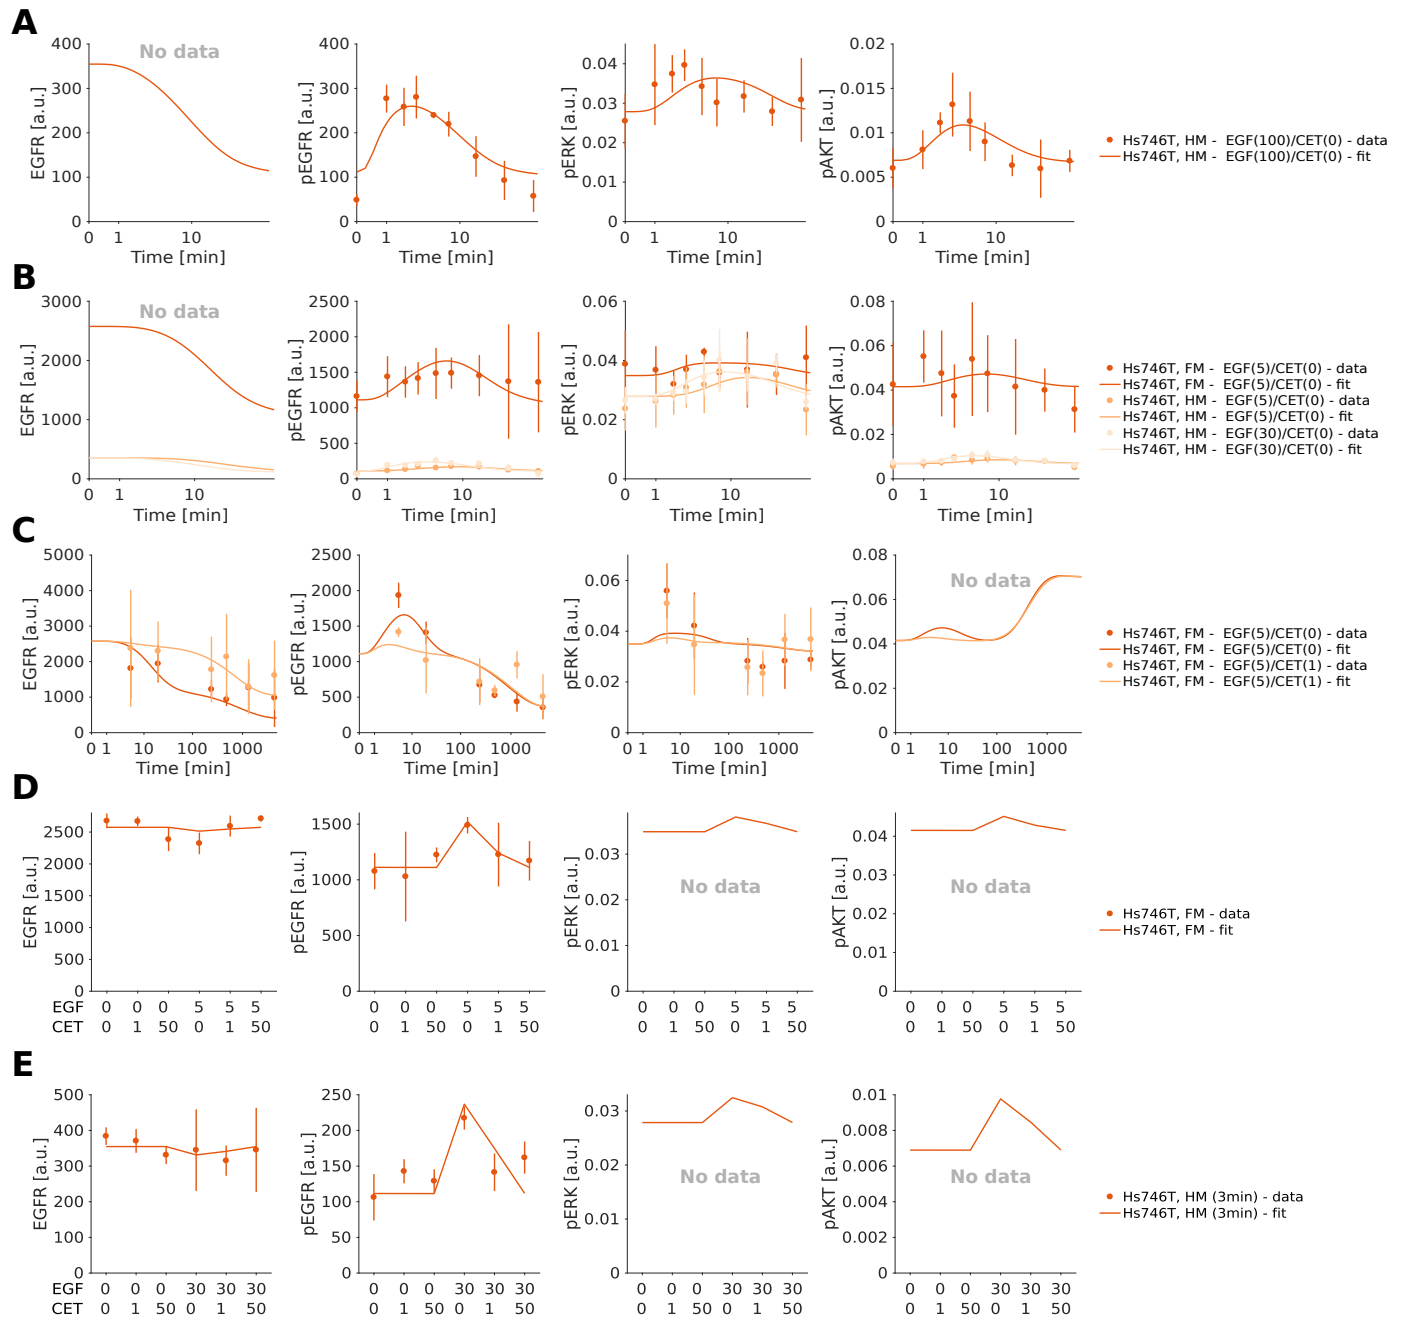 A
400
300
200
100
0
EGFR [a.u.]
No data
0 1 10
Time [min]
400
300
200
100
0
pEGFR [a.u.]
0 1 10
Time [min]
0.04
0.03
0.02
0.01
0
pERK [a.u.]
0 1 10
Time [min]
0.02
0.015
0.01
0.005
0
pAKT [a.u.]
0 1 10
Time [min]
Hs746T, HM - EGF(100)/CET(0) - data
Hs746T, HM - EGF(100)/CET(0) - fit
B
3000
2000
1000
0
EGFR [a.u.]
No data
0 1 10
Time [min]
2500
2000
1500
1000
500
0
pEGFR [a.u.]
0 1 10
Time [min]
0.06
0.04
0.02
0
pERK [a.u.]
0 1 10
Time [min]
0.08
0.06
0.04
0.02
0
pAKT [a.u.]
0 1 10
Time [min]
Hs746T, FM - EGF(5)/CET(0) - data
Hs746T, FM - EGF(5)/CET(0) - fit
Hs746T, HM - EGF(5)/CET(0) - data
Hs746T, HM - EGF(5)/CET(0) - fit
Hs746T, HM - EGF(30)/CET(0) - data
Hs746T, HM - EGF(30)/CET(0) - fit
C
5000
4000
3000
2000
1000
0
EGFR [a.u.]
0 1 10 100 1000
Time [min]
2500
2000
1500
1000
500
0
pEGFR [a.u.]
0 1 10 100 1000
Time [min]
0.06
0.04
0.02
0
pERK [a.u.]
0 1 10 100 1000
Time [min]
0.08
0.06
0.04
0.02
0
pAKT [a.u.]
No data
0 1 10 100 1000
Time [min]
Hs746T, FM - EGF(5)/CET(0) - data
Hs746T, FM - EGF(5)/CET(0) - fit
Hs746T, FM - EGF(5)/CET(1) - data
Hs746T, FM - EGF(5)/CET(1) - fit
D
2500
2000
1500
1000
500
0
EGFR [a.u.]
EGF 0 0 0 5 5 5
CET 0 1 50 0 1 50
1500
1000
500
0
pEGFR [a.u.]
0 0 0 5 5 5
0 1 50 0 1 50
0.03
0.02
0.01
0
pERK [a.u.]
No data
0 0 0 5 5 5
0 1 50 0 1 50
0.04
0.03
0.02
0.01
0
pAKT [a.u.]
No data
0 0 0 5 5 5
0 1 50 0 1 50
Hs746T, FM - data
Hs746T, FM - fit
E
500
400
300
200
100
0
EGFR [a.u.]
EGF 0 0 0 30 30 30
CET 0 1 50 0 1 50
250
200
150
100
50
0
pEGFR [a.u.]
0 0 0 30 30 30
0 1 50 0 1 50
0.03
0.02
0.01
0
pERK [a.u.]
No data
0 0 0 30 30 30
0 1 50 0 1 50
0.01
0.008
0.006
0.004
0.002
0
pAKT [a.u.]
No data
0 0 0 30 30 30
0 1 50 0 1 50
Hs746T, HM (3min) - data
Hs746T, HM (3min) - fit